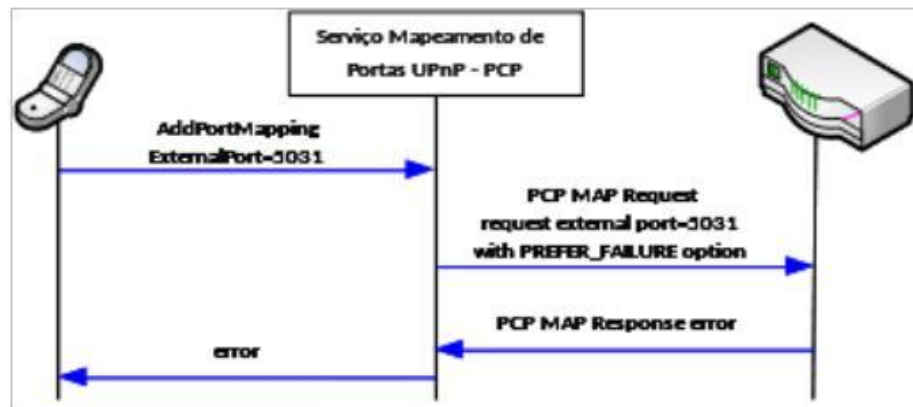 Serviço Mapeamento de
Portas UPnP - PCP
AddPortMapping
ExternalPort=5031
PCP MAP Request
request external port=5031
with PREFER_FAILURE option
PCP MAP Response error
error